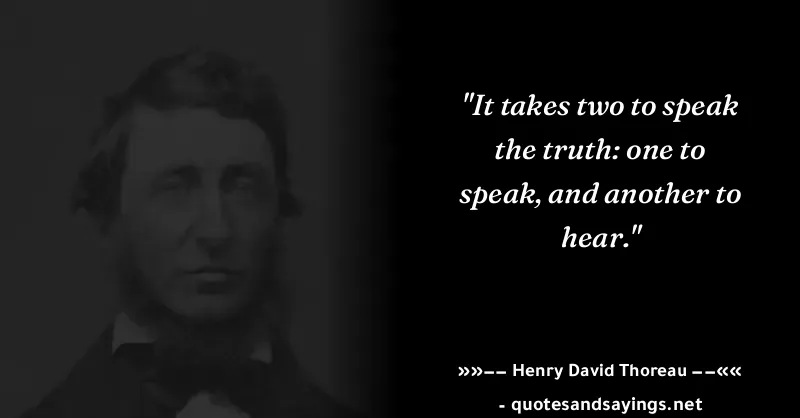 "It takes two to speak
the truth: one to
speak, and another to
hear."
»»−− Henry David Thoreau −−««
- quotesandsayings.net